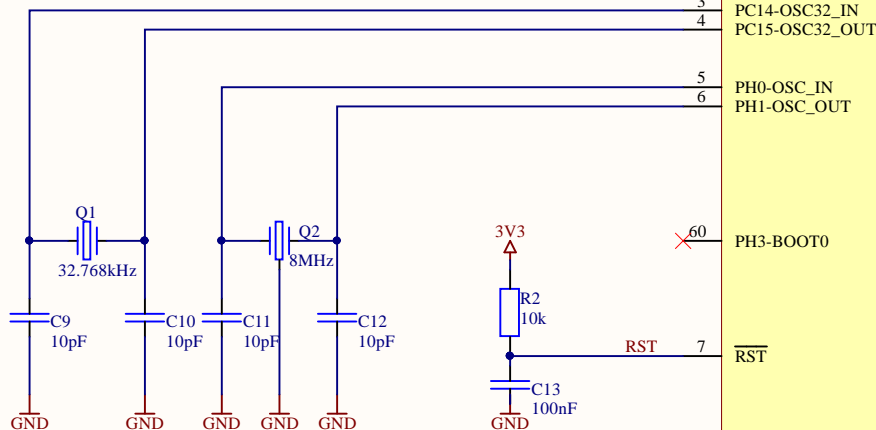 3
PC14-OSC32_IN
4
PC15-OSC32_OUT
5
PH0-OSC_IN
6
PH1-OSC_OUT
Q1
32.768kHz
Q2
8MHz
3V3
60
PH3-BOOT0
R2
10k
C9
10pF
C10
10pF
C11
10pF
C12
10pF
RST
7
RST
C13
100nF
GND
GND
GND
GND
GND
GND